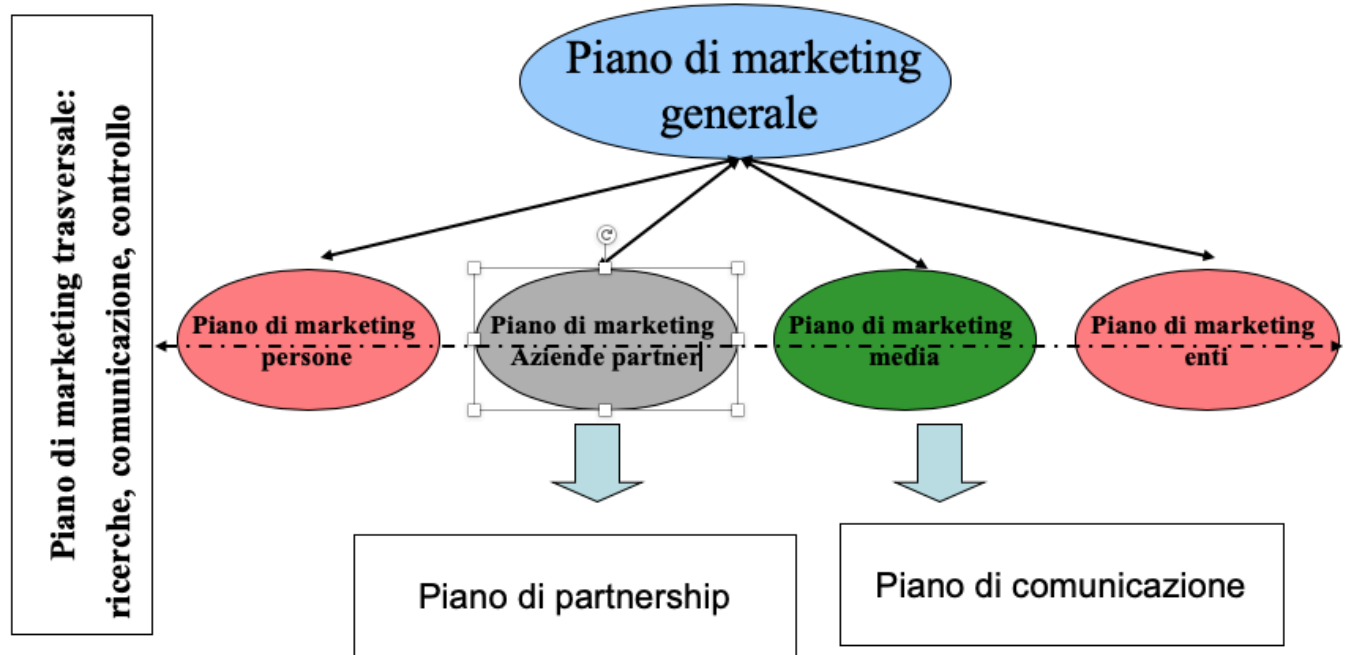 Piano di marketing trasversale:
ricerche, comunicazione, controllo
Piano di marketing
generale
Piano di marketing
persone
Piano di marketing
Aziende partner
Piano di marketing
media
Piano di marketing
enti
Piano di partnership
Piano di comunicazione